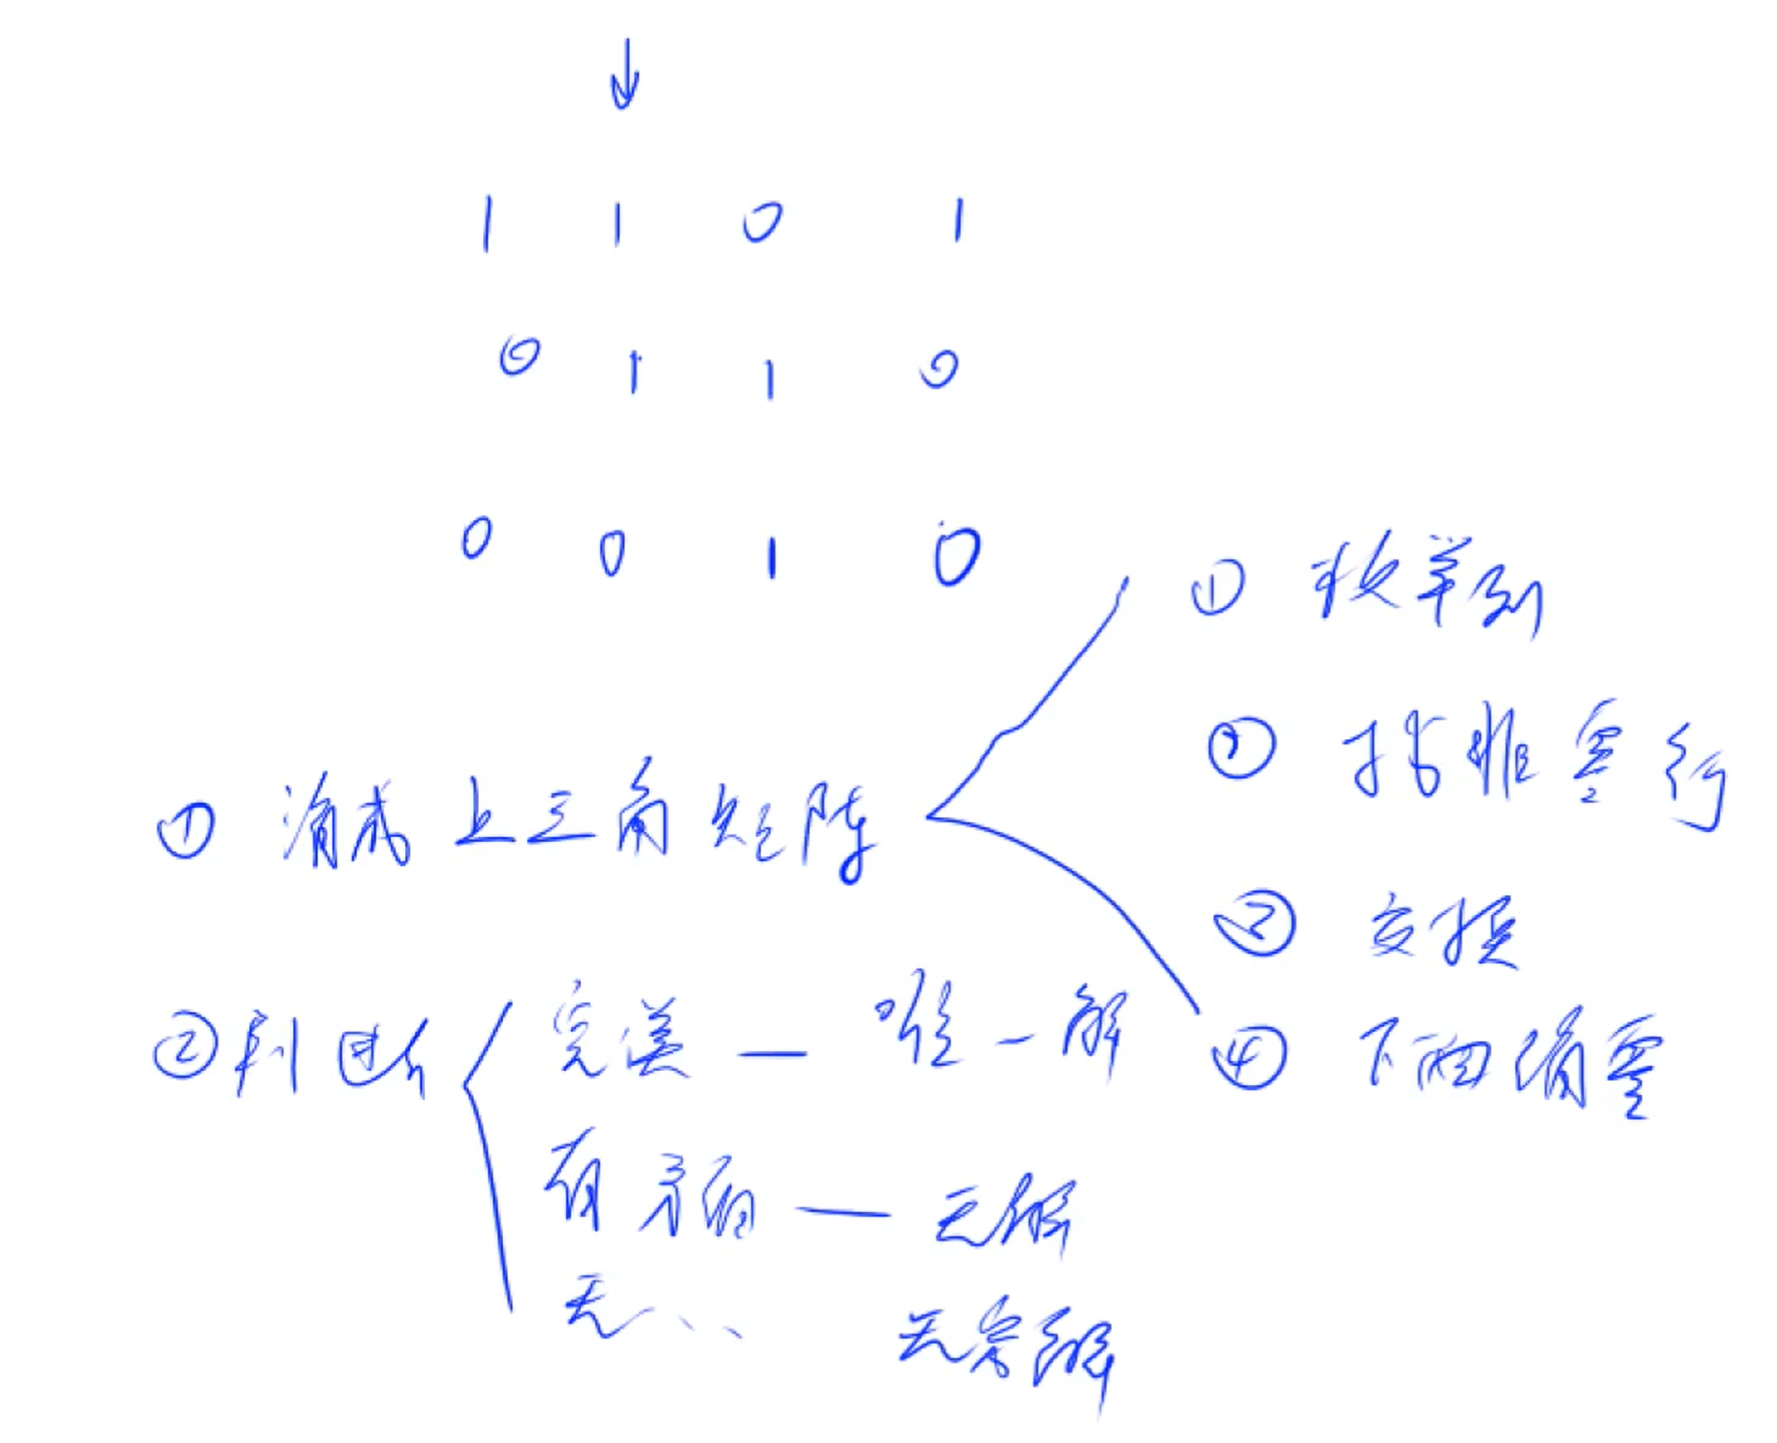 ↓
1 1 0 1
0 1 1 0
0 0 1 0
① 消成上三角矩阵
① 枚举列
② 找非零行
③ 交换
④ 下面消零
② 判断
完美 — 唯一解
有矛盾 — 无解
无... 无穷解